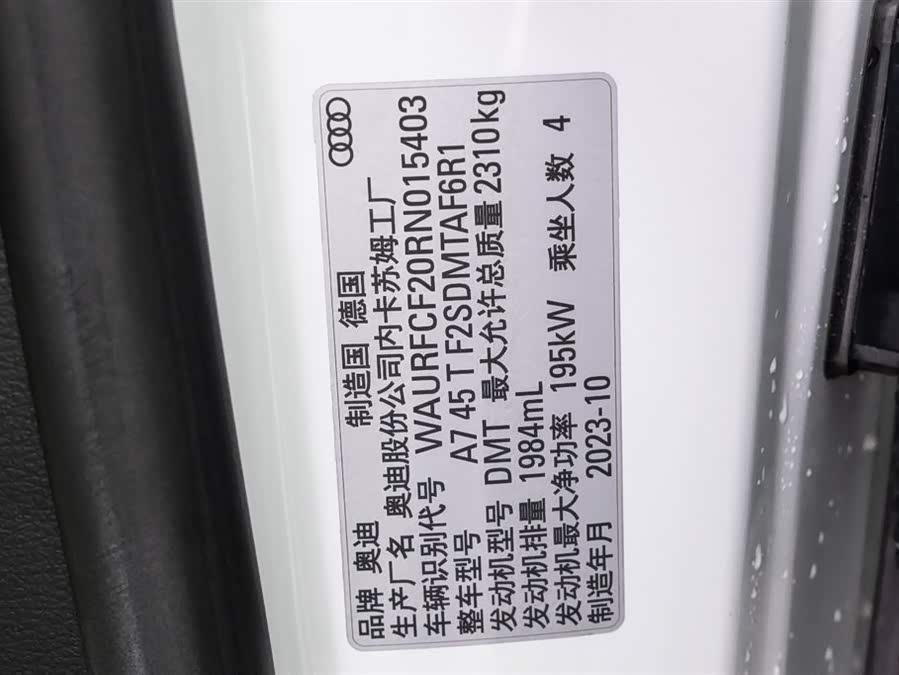 品牌 奥迪 制造国 德国
生产厂名 奥迪股份公司内卡苏姆工厂
车辆识别代号 WAURFCF20RN015403
整车型号 A7 45 T F2SDMTAF6R1
发动机型号 DMT 最大允许总质量 2310kg
发动机排量 1984mL
发动机最大净功率 195kW 乘坐人数 4
制造年月 2023-10